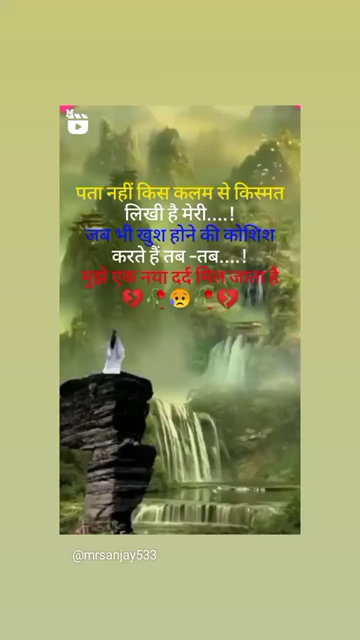 पता नहीं किस कलम से किस्मत
लिखी है मेरी....!
जब भी खुश होने की कोशिश
करते हैं तब -तब....!
मुझे एक नया दर्द मिल जाता है
💔🥀😥🥀💔
@mrsanjay533